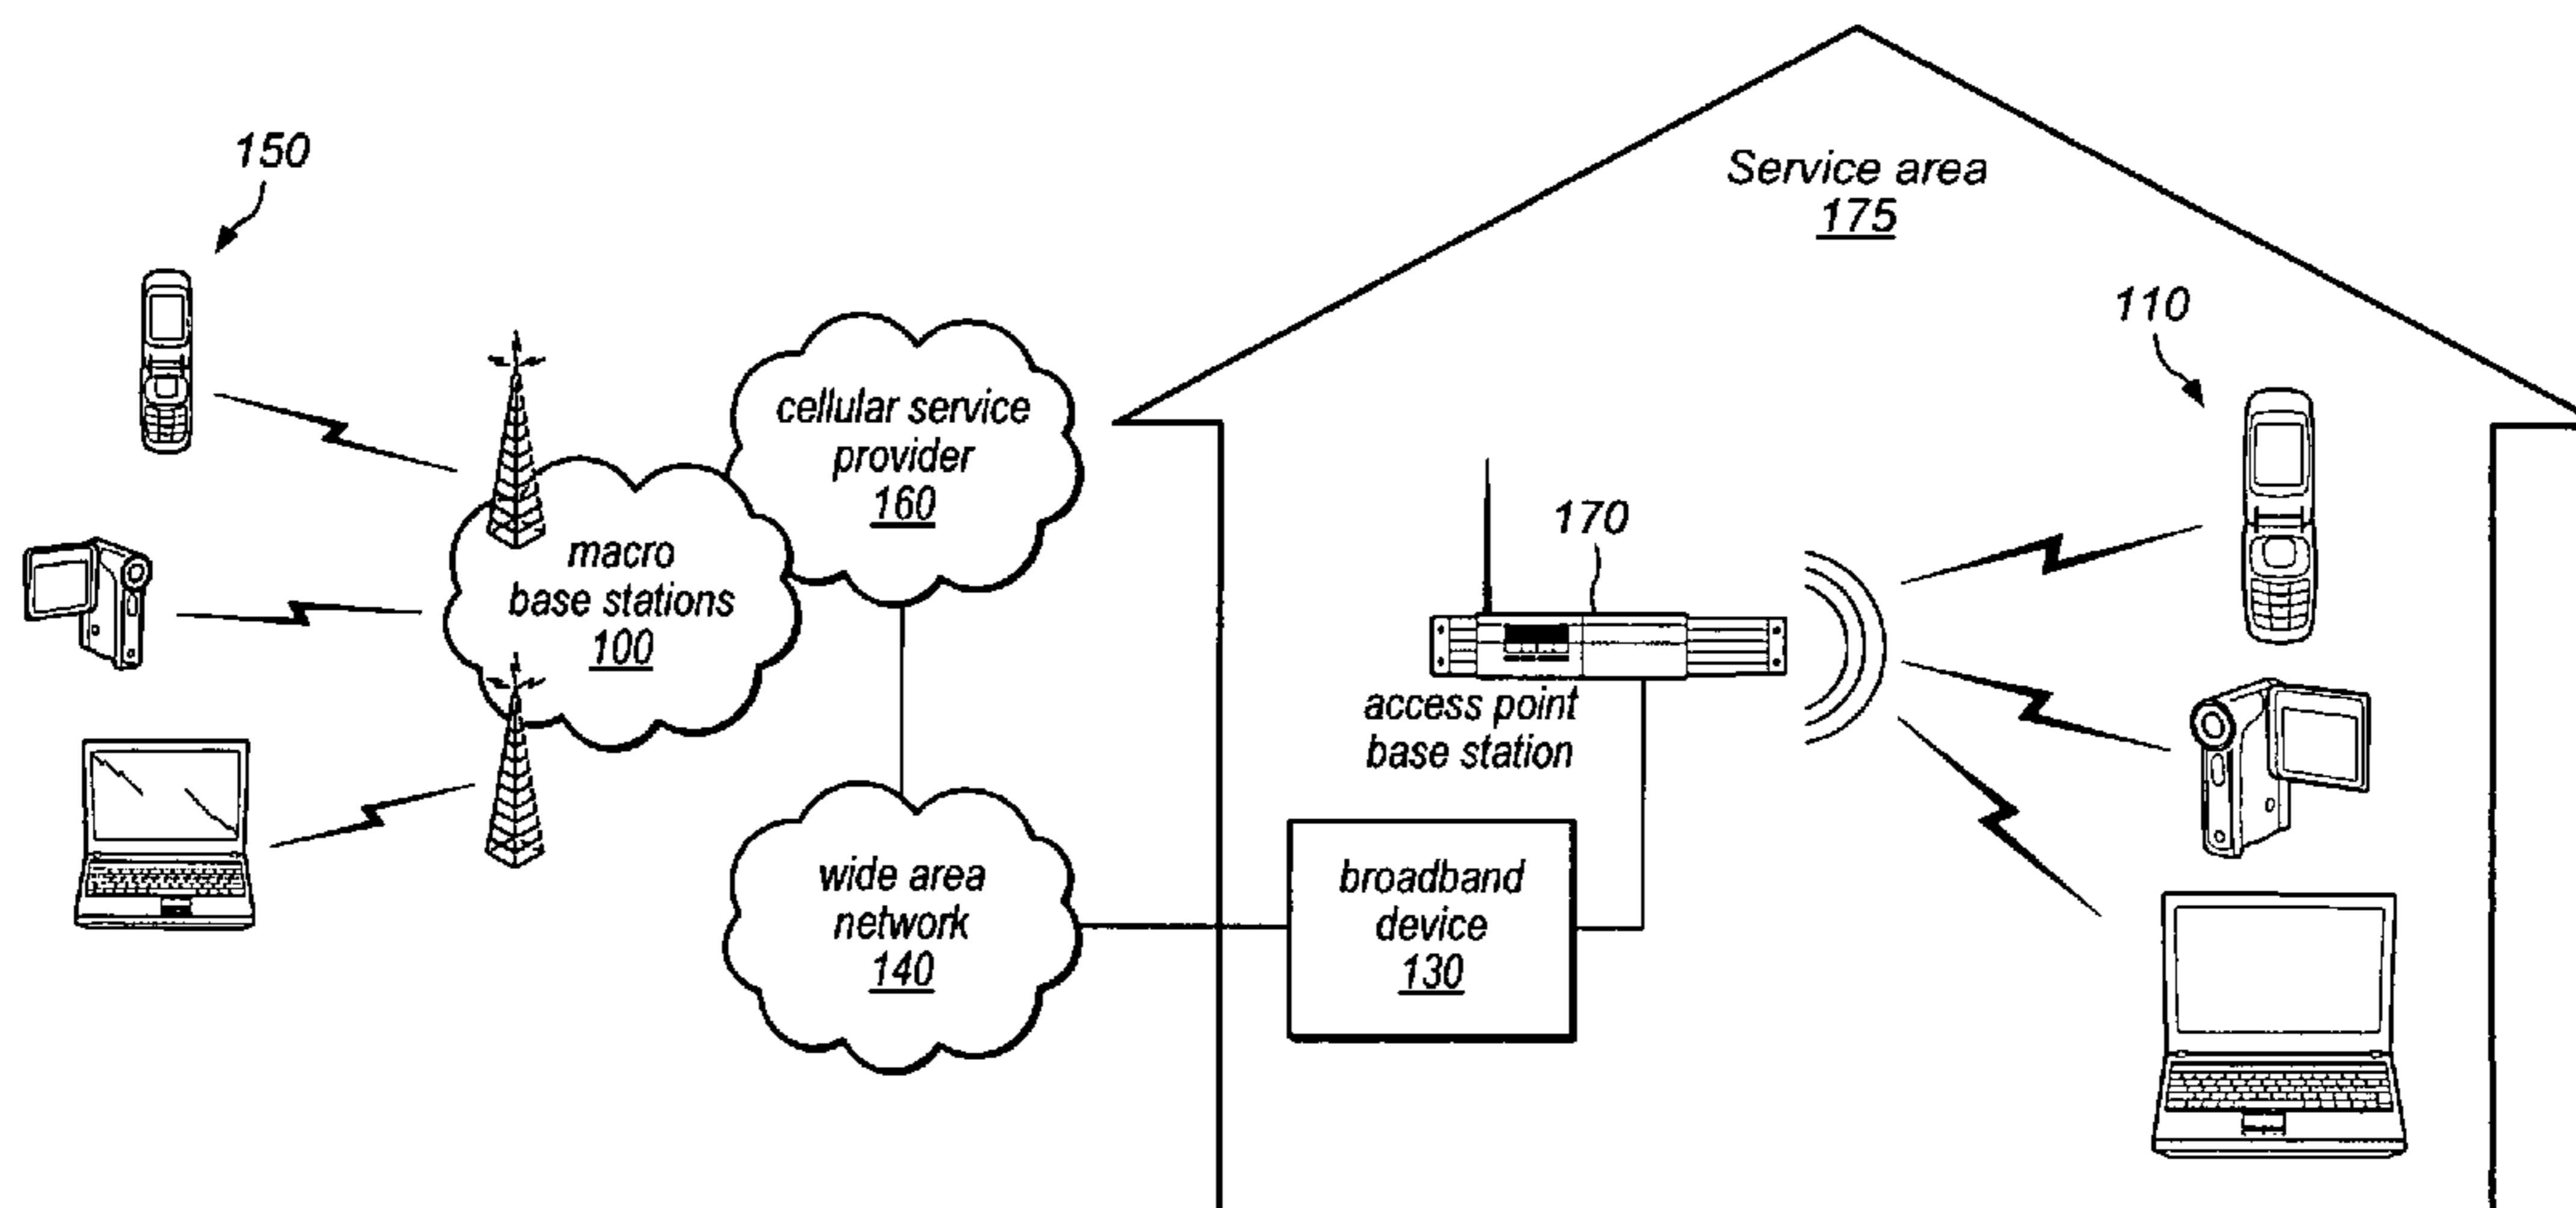 150
Service area
175
110
cellular service
provider
160
170
macro
base stations
100
access point
base station
wide area
network
140
broadband
device
130